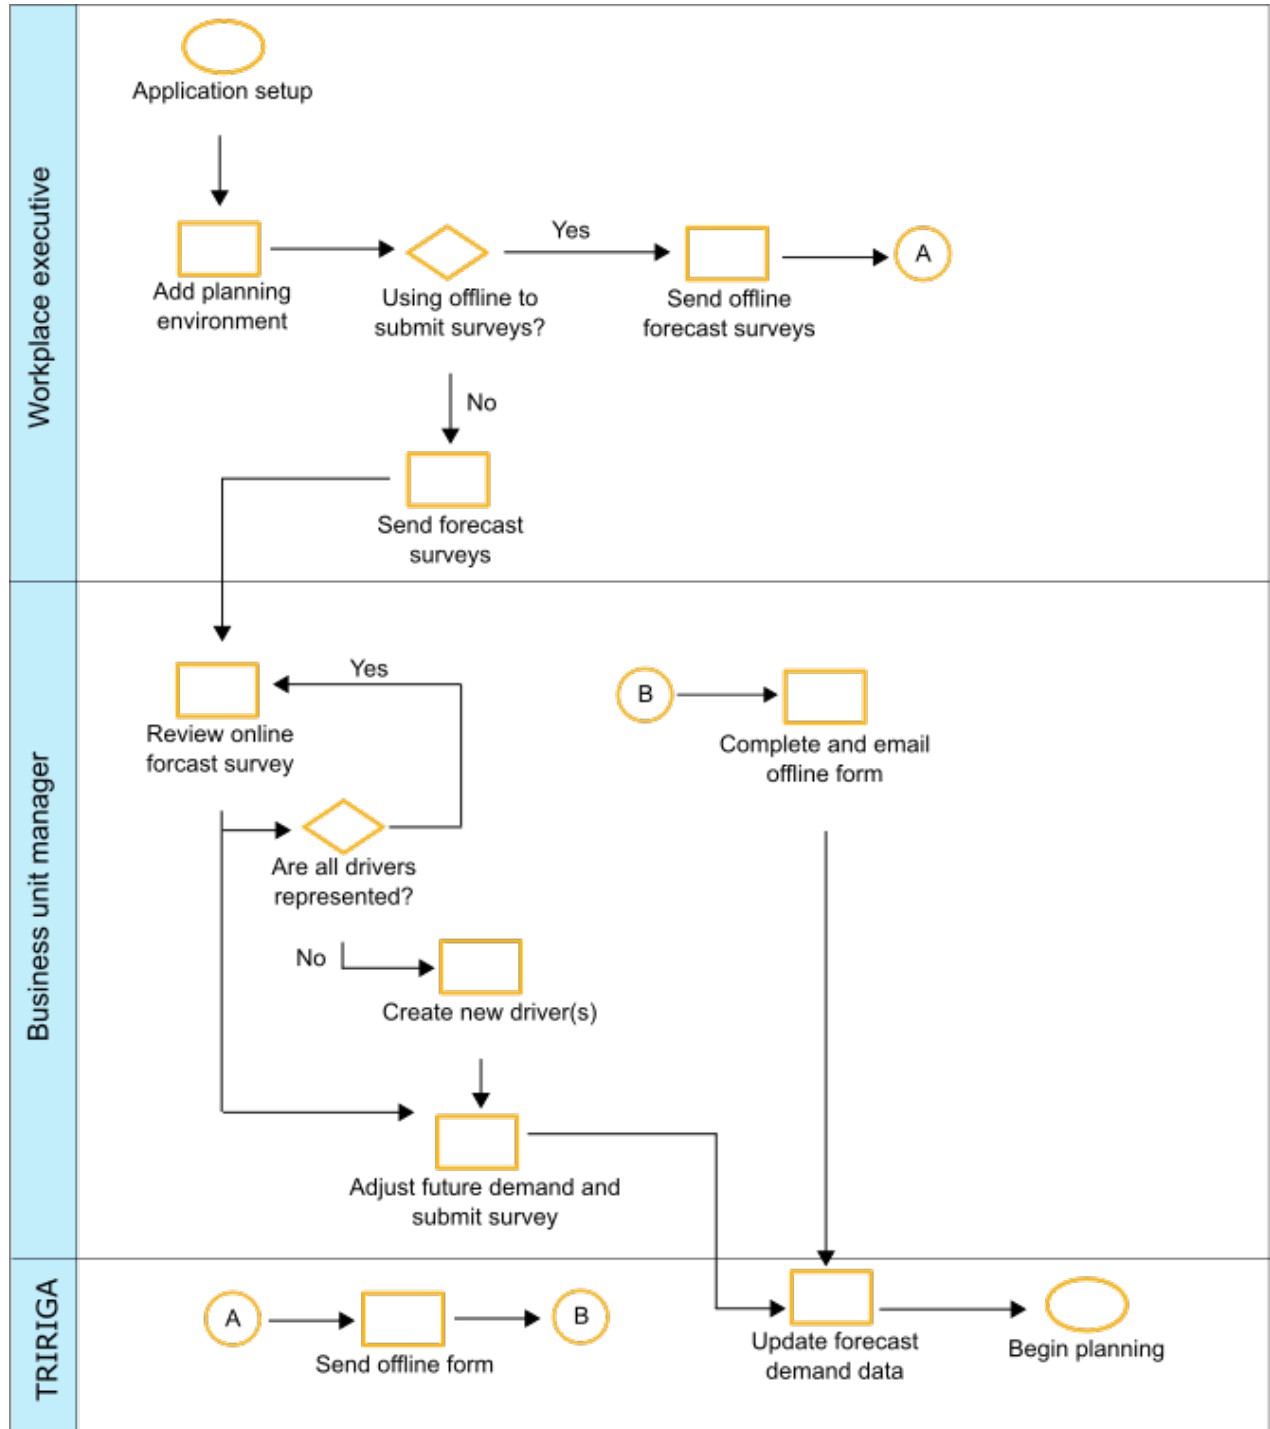 Workplace executive
Application setup
Add planning
environment
Using offline to
submit surveys?
Yes
Send offline
forecast surveys
A
No
Send forecast
surveys
Business unit manager
Review online
forcast survey
Yes
Are all drivers
represented?
No
Create new driver(s)
Adjust future demand and
submit survey
B
Complete and email
offline form
TRIRIGA
A
Send offline form
B
Update forecast
demand data
Begin planning